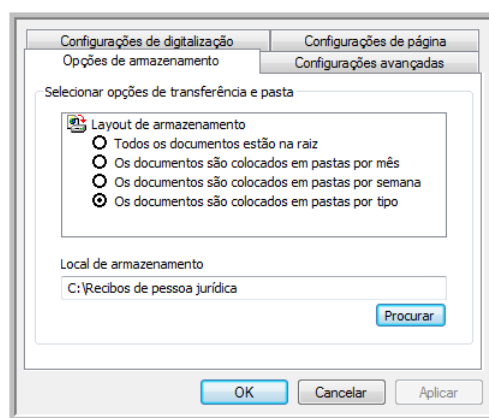 Configurações de digitalização
Configurações de página
Opções de armazenamento
Configurações avançadas
Selecionar opções de transferência e pasta
Layout de armazenamento
Todos os documentos estão na raiz
Os documentos são colocados em pastas por mês
Os documentos são colocados em pastas por semana
Os documentos são colocados em pastas por tipo
Local de armazenamento
C:\Recibos de pessoa jurídica
Procurar
OK
Cancelar
Aplicar